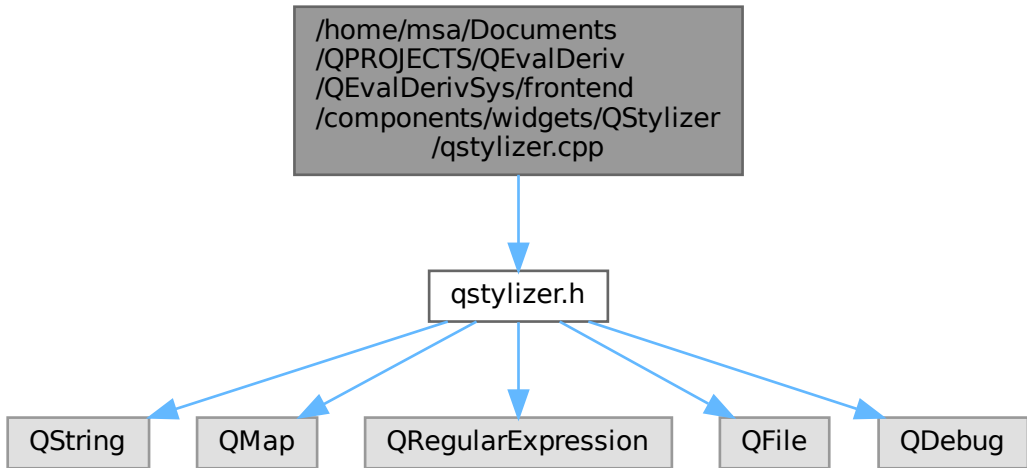 /home/msa/Documents
/QPROJECTS/QEvalDeriv
/QEvalDerivSys/frontend
/components/widgets/QStylizer
/qstylizer.cpp
qstylizer.h
QString
QMap
QRegularExpression
QFile
QDebug